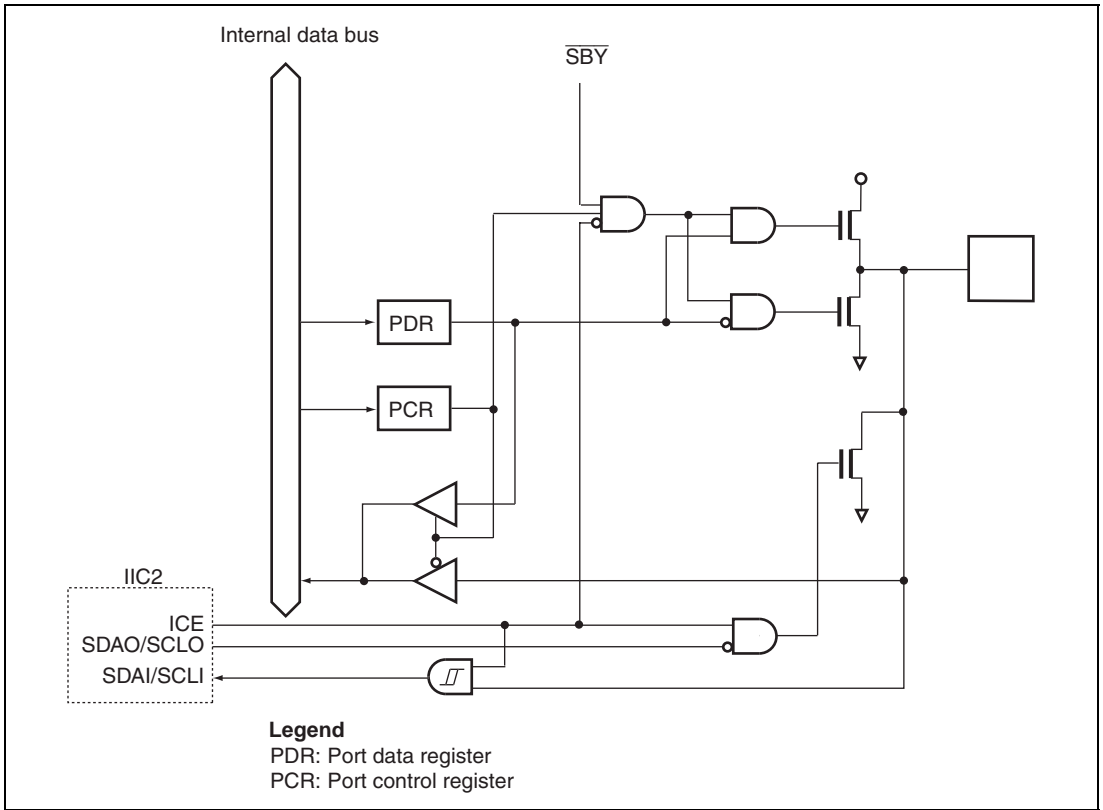 Internal data bus
SBY
PDR
PCR
IIC2
ICE
SDAO/SCLO
SDAI/SCLI
Legend
PDR: Port data register
PCR: Port control register